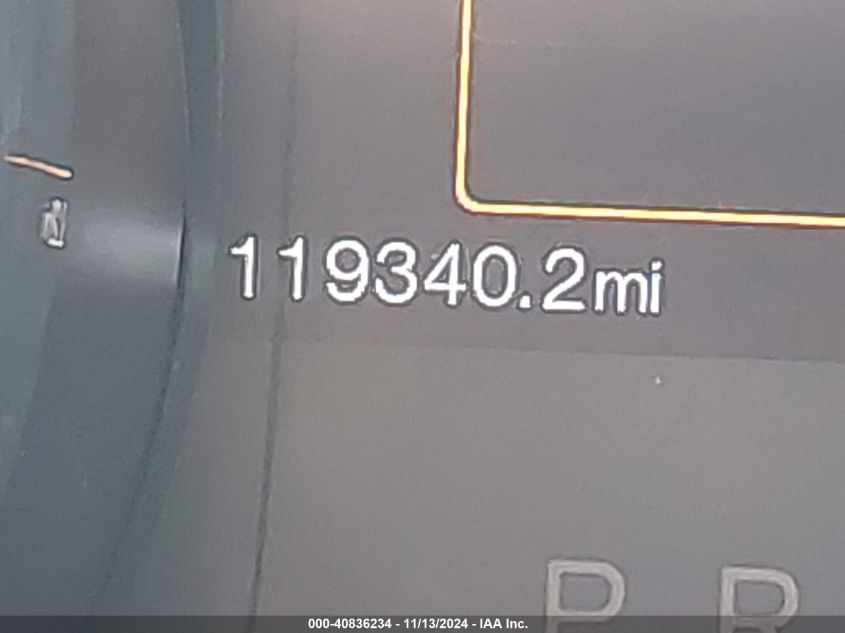 119340.2mi
P R
000-40836234 - 11/13/2024 - IAA Inc.